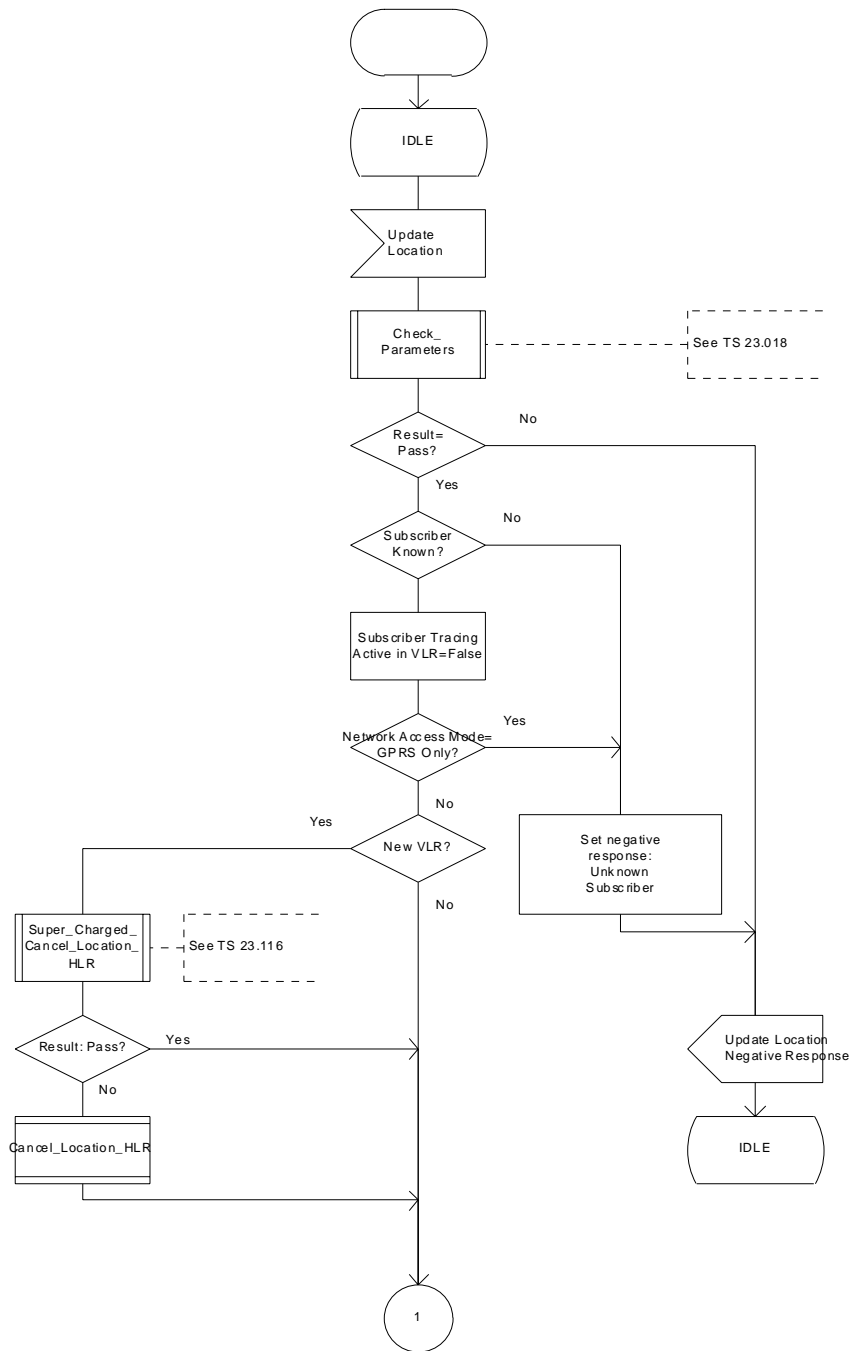 IDLE
Update
Location
Check_
Parameters
See TS 23.018
Result=
Pass?
No
Yes
Subscriber
Known?
No
Subscriber Tracing
Active in VLR=False
Network Access Mode=
GPRS Only?
Yes
No
Yes
New VLR?
Set negative
response:
Unknown
Subscriber
No
Super_Charged_
Cancel_Location_
HLR
See TS 23.116
Result: Pass?
Yes
No
Update Location
Negative Response
Cancel_Location_HLR
IDLE
1